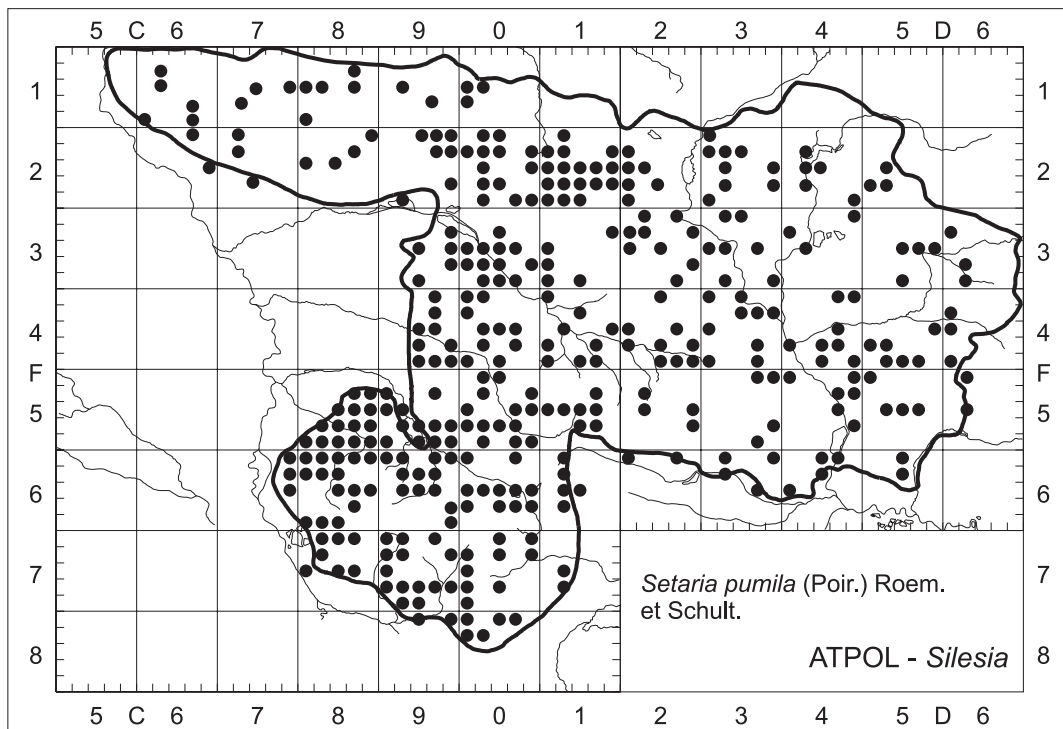 5 C 6 7 8 9 0 1 2 3 4 5 D 6
1 1
2 2
3 3
4 4
F F
5 5
6 6
7 7
8 8
Setaria pumila (Poir.) Roem.
et Schult.
ATPOL - Silesia
5 C 6 7 8 9 0 1 2 3 4 5 D 6